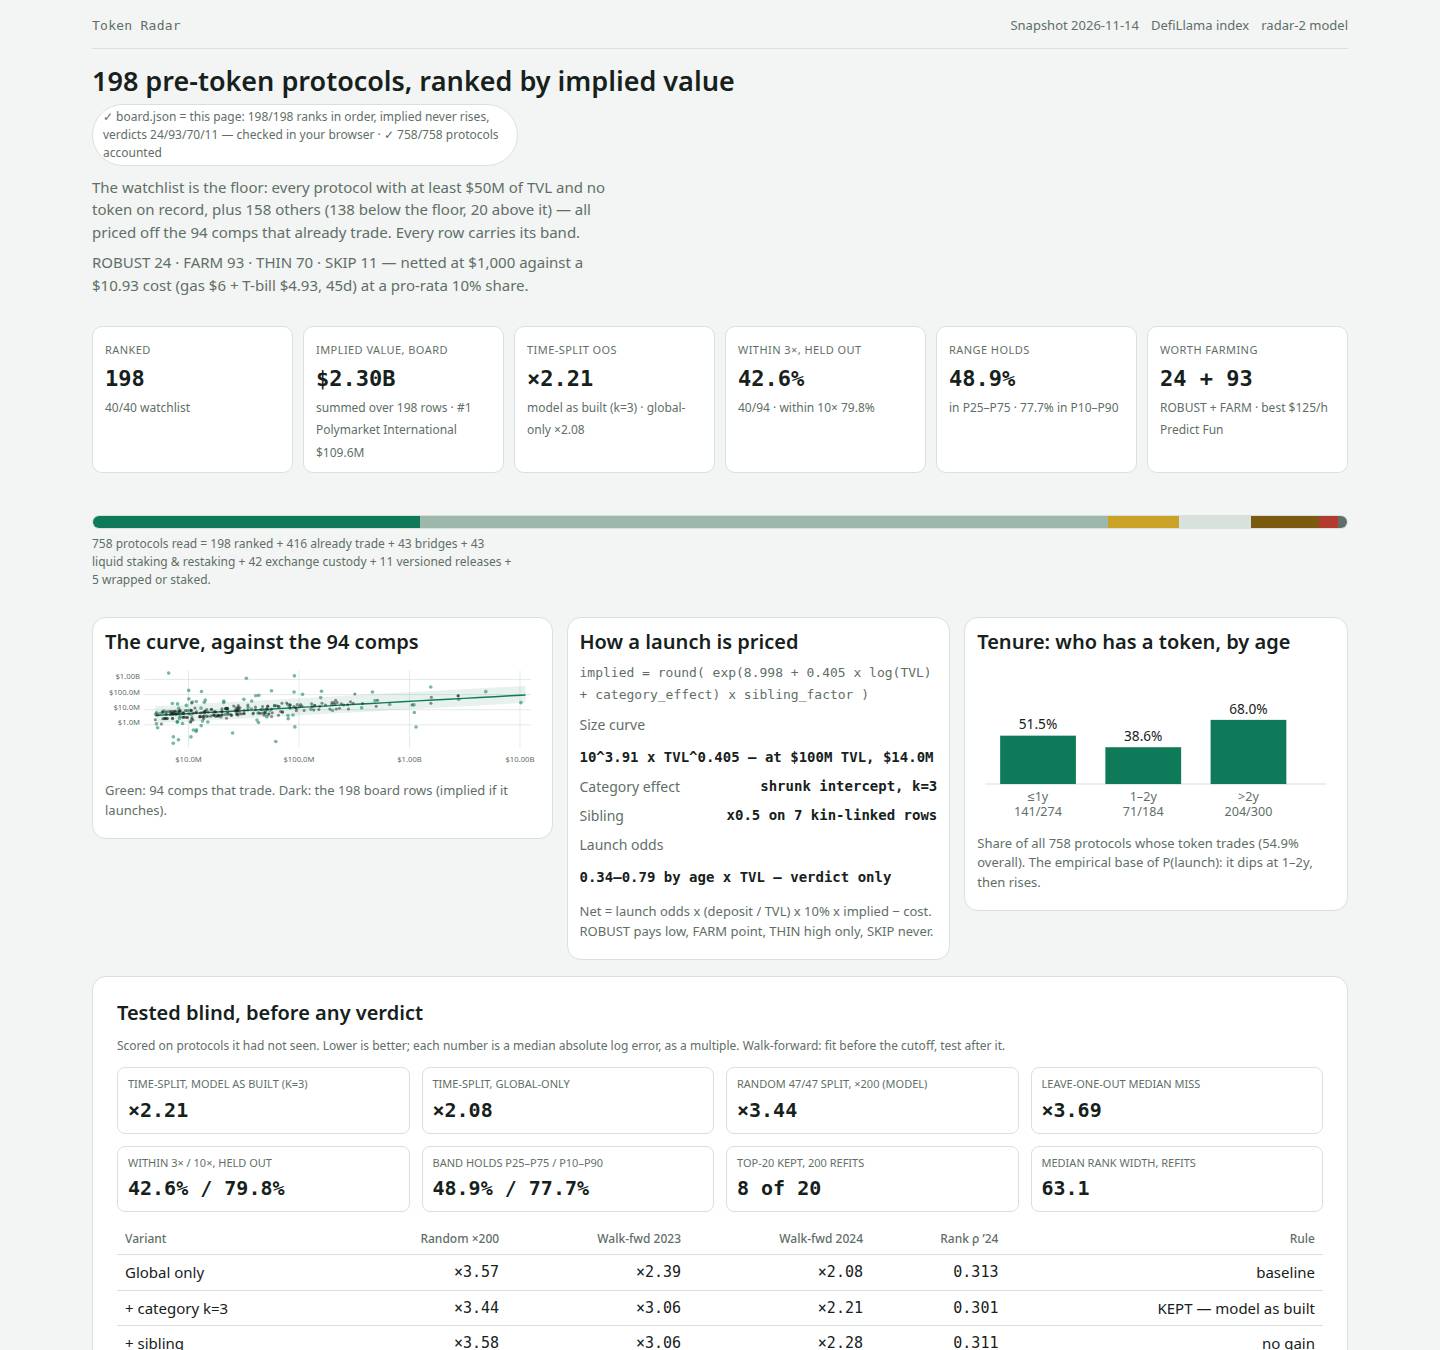 Token Radar
Snapshot 2026-11-14 DefiLlama index radar-2 model
198 pre-token protocols, ranked by implied value
✓ board.json = this page: 198/198 ranks in order, implied never rises,
verdicts 24/93/70/11 — checked in your browser · ✓ 758/758 protocols
accounted
The watchlist is the floor: every protocol with at least $50M of TVL and no
token on record, plus 158 others (138 below the floor, 20 above it) — all
priced off the 94 comps that already trade. Every row carries its band.
ROBUST 24 · FARM 93 · THIN 70 · SKIP 11 — netted at $1,000 against a
$10.93 cost (gas $6 + T-bill $4.93, 45d) at a pro-rata 10% share.
RANKED
198
40/40 watchlist
IMPLIED VALUE, BOARD
$2.30B
summed over 198 rows · #1
Polymarket International
$109.6M
TIME-SPLIT OOS
×2.21
model as built (k=3) · global-
only ×2.08
WITHIN 3×, HELD OUT
42.6%
40/94 · within 10× 79.8%
RANGE HOLDS
48.9%
in P25–P75 · 77.7% in P10–P90
WORTH FARMING
24 + 93
ROBUST + FARM · best $125/h
Predict Fun
758 protocols read = 198 ranked + 416 already trade + 43 bridges + 43
liquid staking & restaking + 42 exchange custody + 11 versioned releases +
5 wrapped or staked.
The curve, against the 94 comps
$1.00B
$100.0M
$10.0M
$1.0M
$10.0M
$100.0M
$1.00B
$10.00B
Green: 94 comps that trade. Dark: the 198 board rows (implied if it
launches).
How a launch is priced
implied = round( exp(8.998 + 0.405 x log(TVL)
+ category_effect) x sibling_factor )
Size curve
10^3.91 x TVL^0.405 — at $100M TVL, $14.0M
Category effect shrunk intercept, k=3
Sibling x0.5 on 7 kin-linked rows
Launch odds
0.34–0.79 by age x TVL — verdict only
Net = launch odds x (deposit / TVL) x 10% x implied − cost.
ROBUST pays low, FARM point, THIN high only, SKIP never.
Tenure: who has a token, by age
51.5%
38.6%
68.0%
≤1y
141/274
1–2y
71/184
>2y
204/300
Share of all 758 protocols whose token trades (54.9%
overall). The empirical base of P(launch): it dips at 1–2y,
then rises.
Tested blind, before any verdict
Scored on protocols it had not seen. Lower is better; each number is a median absolute log error, as a multiple. Walk-forward: fit before the cutoff, test after it.
TIME-SPLIT, MODEL AS BUILT (K=3)
×2.21
TIME-SPLIT, GLOBAL-ONLY
×2.08
RANDOM 47/47 SPLIT, ×200 (MODEL)
×3.44
LEAVE-ONE-OUT MEDIAN MISS
×3.69
WITHIN 3× / 10×, HELD OUT
42.6% / 79.8%
BAND HOLDS P25–P75 / P10–P90
48.9% / 77.7%
TOP-20 KEPT, 200 REFITS
8 of 20
MEDIAN RANK WIDTH, REFITS
63.1
Variant Random ×200 Walk-fwd 2023 Walk-fwd 2024 Rank ρ '24 Rule
Global only ×3.57 ×2.39 ×2.08 0.313 baseline
+ category k=3 ×3.44 ×3.06 ×2.21 0.301 KEPT — model as built
+ sibling ×3.58 ×3.06 ×2.28 0.311 no gain